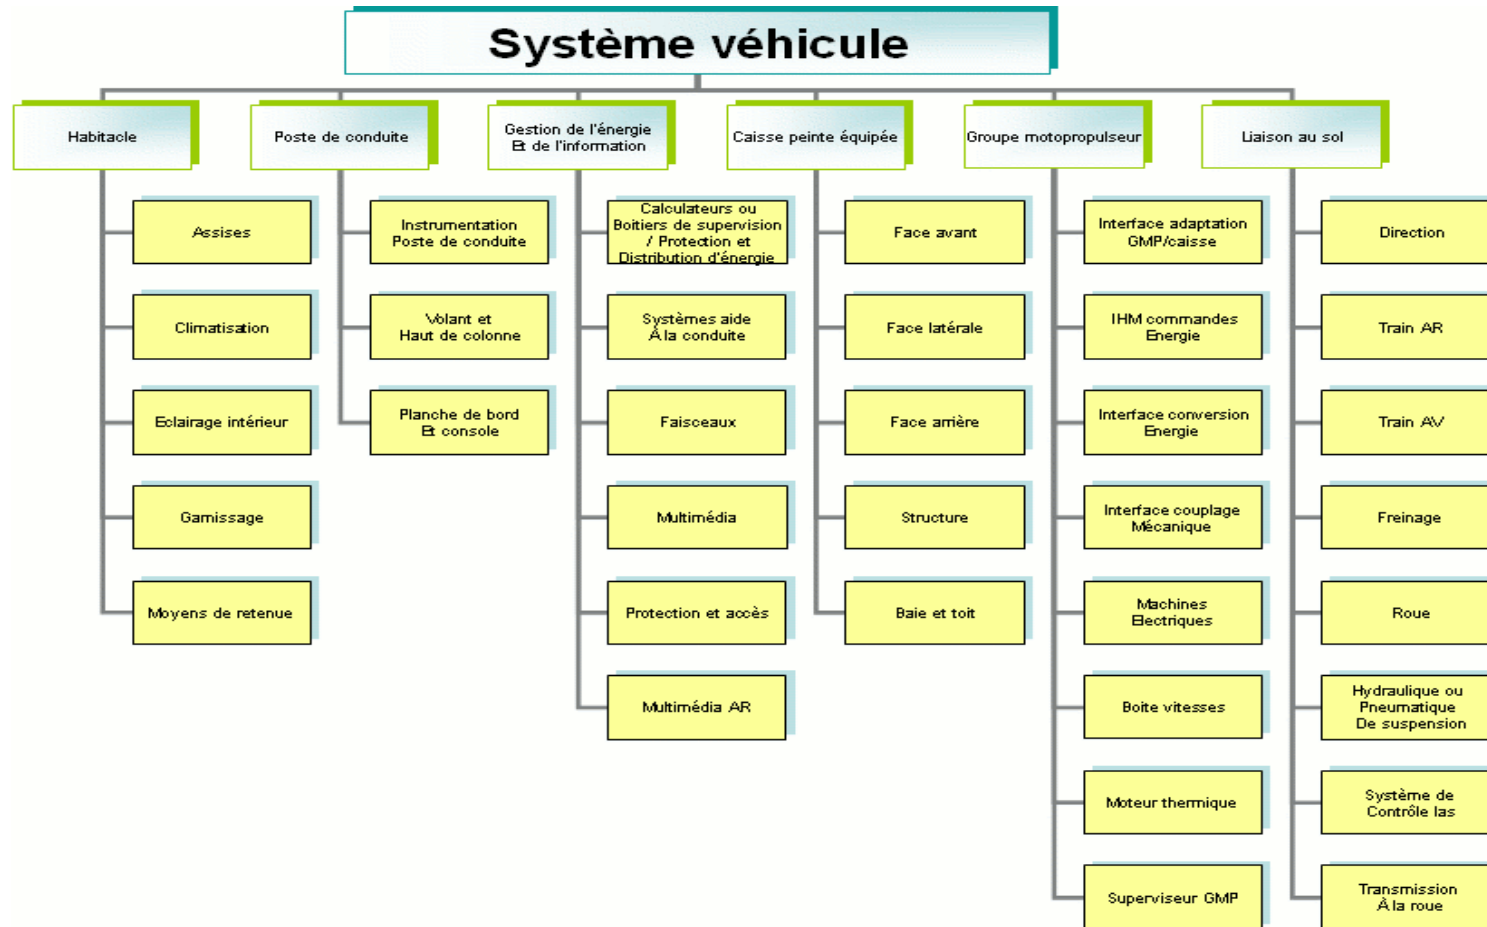 Système véhicule
Habitacle
Poste de conduite
Gestion de l'énergie
Et de l'information
Caisse peinte équipée
Groupe motopropulseur
Liaison au sol
Assises
Climatisation
Eclairage intérieur
Garnissage
Moyens de retenue
Instrumentation
Poste de conduite
Volant et
Haut de colonne
Planche de bord
Et console
Calculateurs ou
Boitiers de supervision
/ Protection et
Distribution d'énergie
Systèmes aide
À la conduite
Faisceaux
Multimédia
Protection et accès
Multimédia AR
Face avant
Face latérale
Face arrière
Structure
Baie et toit
Interface adaptation
GMP/caisse
IHM commandes
Energie
Interface conversion
Energie
Interface couplage
Mécanique
Machines
Electriques
Boite vitesses
Moteur thermique
Superviseur GMP
Direction
Train AR
Train AV
Freinage
Roue
Hydraulique ou
Pneumatique
De suspension
Système de
Contrôle las
Transmission
À la roue